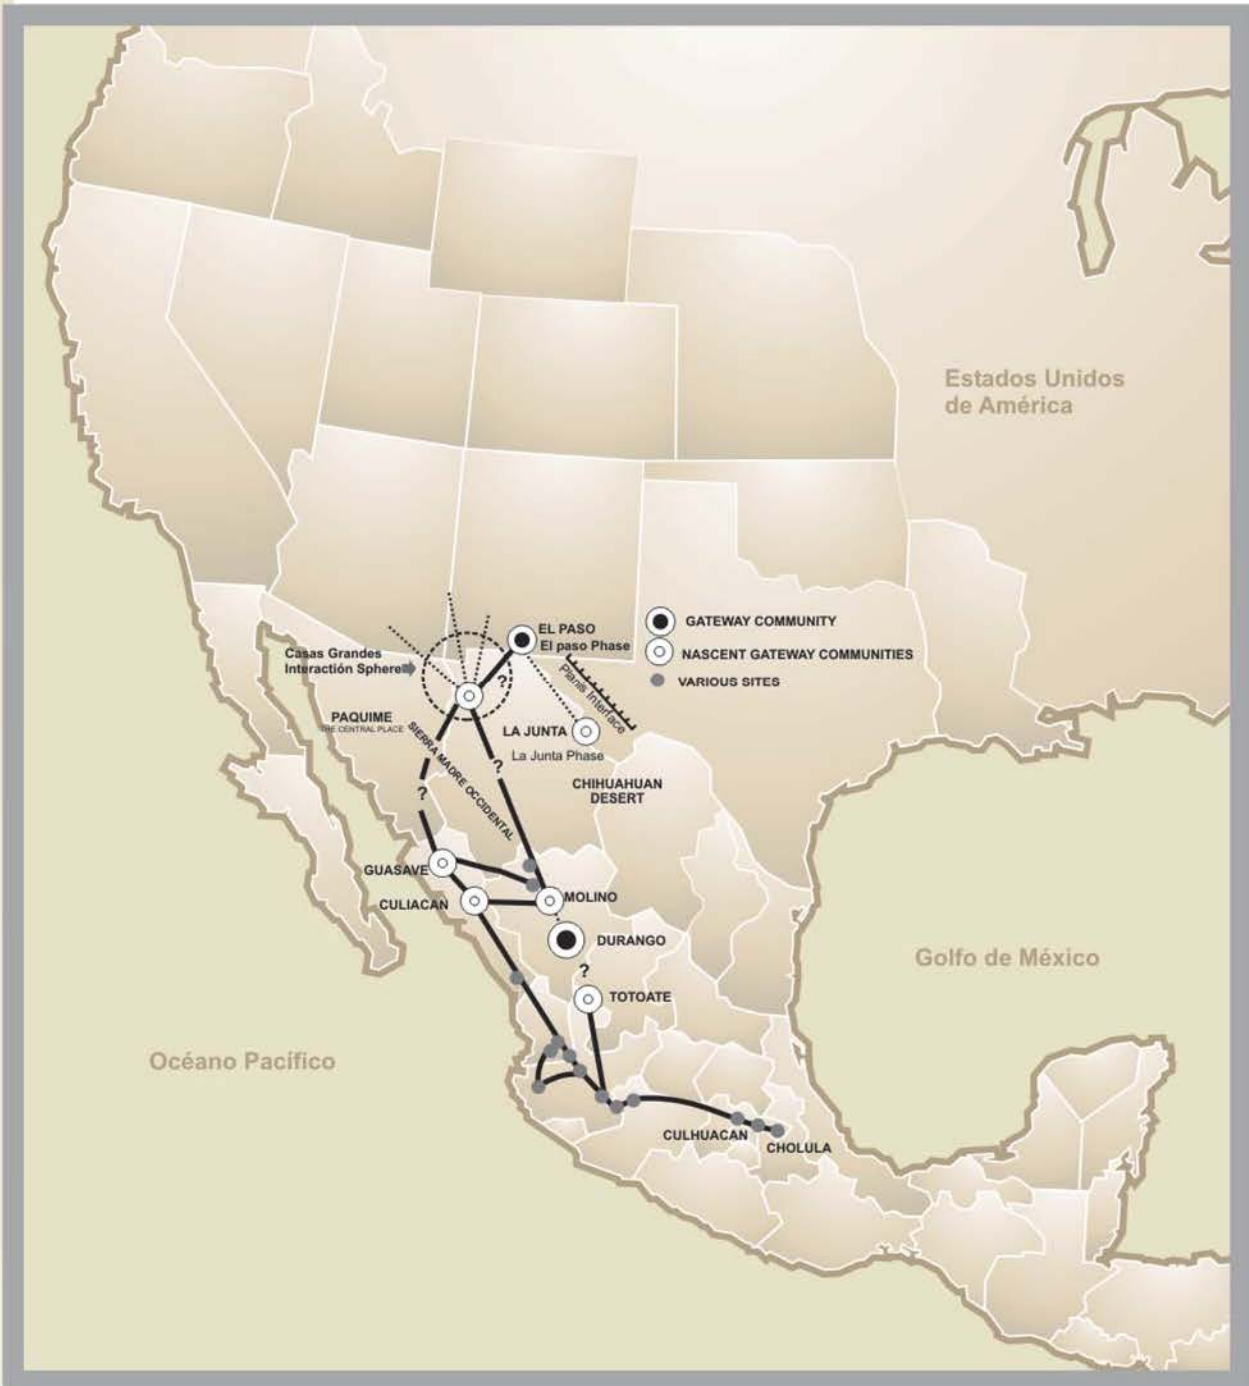 Estados Unidos
de América
EL PASO
El paso Phase
GATEWAY COMMUNITY
NASCENT GATEWAY COMMUNITIES
VARIOUS SITES
Casas Grandes
Interactión Sphere
?
Planis Interface
PAQUIME
THE CENTRAL PLACE
SIERRA MADRE OCCIDENTAL
LA JUNTA
La Junta Phase
?
CHIHUAHUAN
DESERT
?
GUASAVE
CULIACAN
MOLINO
DURANGO
?
TOTOATE
Golfo de México
Océano Pacífico
CULHUACAN
CHOLULA